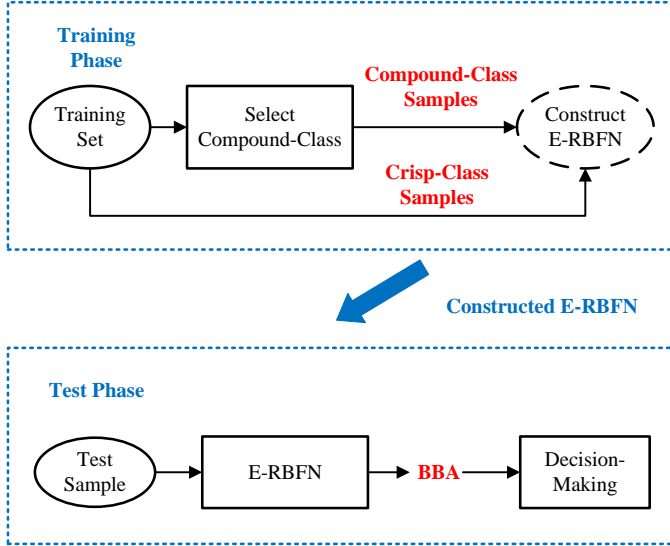 Training
Phase
Training
Set
Select
Compound-Class
Compound-Class
Samples
Construct
E-RBFN
Crisp-Class
Samples
Constructed E-RBFN
Test Phase
Test
Sample
E-RBFN
BBA
Decision-
Making